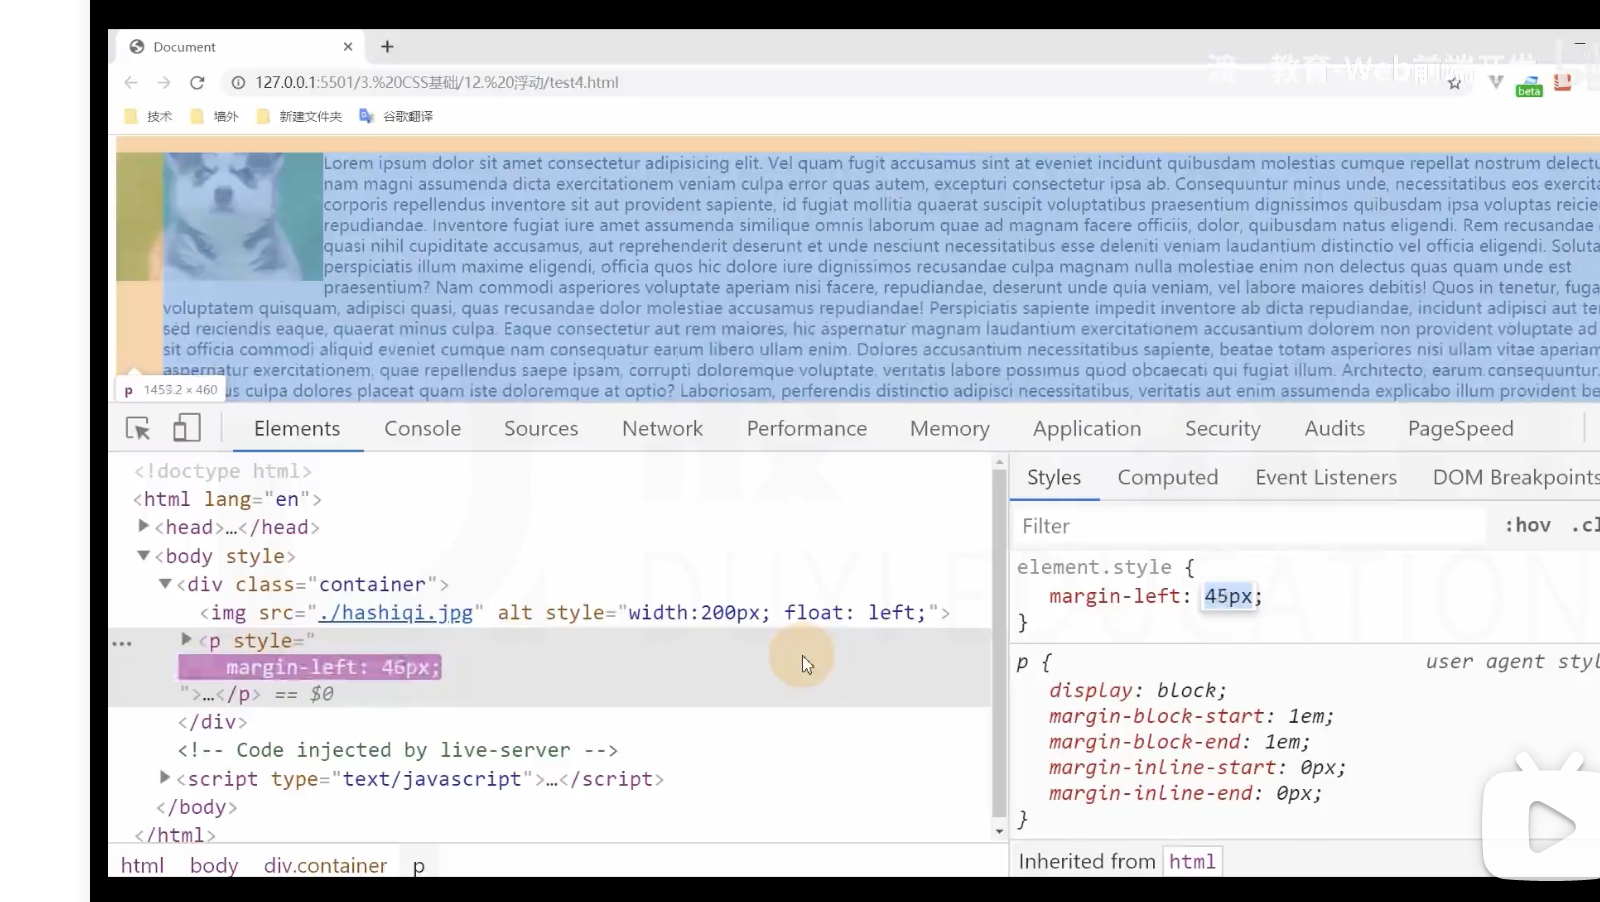 Document
127.0.0.1:5501/3.%20CSS基础/12.%20浮动/test4.html
渡一教育-Web前端开发
beta
技术 墙外 新建文件夹 谷歌翻译
Lorem ipsum dolor sit amet consectetur adipisicing elit. Vel quam fugit accusamus sint at eveniet incidunt quibusdam molestias cumque repellat nostrum delectu
nam magni assumenda dicta exercitationem veniam culpa error quas autem, excepturi consectetur ipsa ab. Consequuntur minus unde, necessitatibus eos exercita
corporis repellendus inventore sit aut provident sapiente, id fugiat mollitia quaerat suscipit voluptatibus praesentium dignissimos quibusdam ipsa voluptas reicie
repudiandae. Inventore fugiat iure amet assumenda similique omnis laborum quae ad magnam facere officiis, dolor, quibusdam natus eligendi. Rem recusandae
quasi nihil cupiditate accusamus, aut reprehenderit deserunt et unde nesciunt necessitatibus esse deleniti veniam laudantium distinctio vel officia eligendi. Soluta
perspiciatis illum maxime eligendi, officia quos hic dolore iure dignissimos recusandae culpa magnam nulla molestiae enim non delectus quas quam unde est
praesentium? Nam commodi asperiores voluptate aperiam nisi facere, repudiandae, deserunt unde quia veniam, vel labore maiores debitis! Quos in tenetur, fuga
voluptatem quisquam, adipisci quasi, quas recusandae dolor molestiae accusamus repudiandae! Perspiciatis sapiente impedit inventore ab dicta repudiandae, incidunt adipisci aut te
sed reiciendis eaque, quaerat minus culpa. Eaque consectetur aut rem maiores, hic aspernatur magnam laudantium exercitationem accusantium dolorem non provident voluptate ad
sit officia commodi aliquid eveniet cumque nam consequatur earum libero ullam enim. Dolores accusantium necessitatibus sapiente, beatae totam asperiores nisi ullam vitae aperiam
aspernatur exercitationem, quae repellendus saepe ipsam, corrupti doloremque voluptate, veritatis labore possimus quod obcaecati qui fugiat illum. Architecto, earum consequuntur
p 1455.2 × 460
us culpa dolores placeat quam iste doloremque at optio? Laboriosam, perferendis distinctio adipisci necessitatibus, veritatis aut enim assumenda explicabo illum provident be
Elements Console Sources Network Performance Memory Application Security Audits PageSpeed
<!doctype html>
<html lang="en">
<head>…</head>
<body style>
<div class="container">
<img src="./hashiqi.jpg" alt style="width:200px; float: left;">
<p style="
margin-left: 46px;
">…</p> == $0
</div>
<!-- Code injected by live-server -->
<script type="text/javascript">…</script>
</body>
</html>
html body div.container p
Styles Computed Event Listeners DOM Breakpoints
Filter :hov .cl
element.style {
margin-left: 45px;
}
p { user agent styl
display: block;
margin-block-start: 1em;
margin-block-end: 1em;
margin-inline-start: 0px;
margin-inline-end: 0px;
}
Inherited from html
DUYI EDUCATION